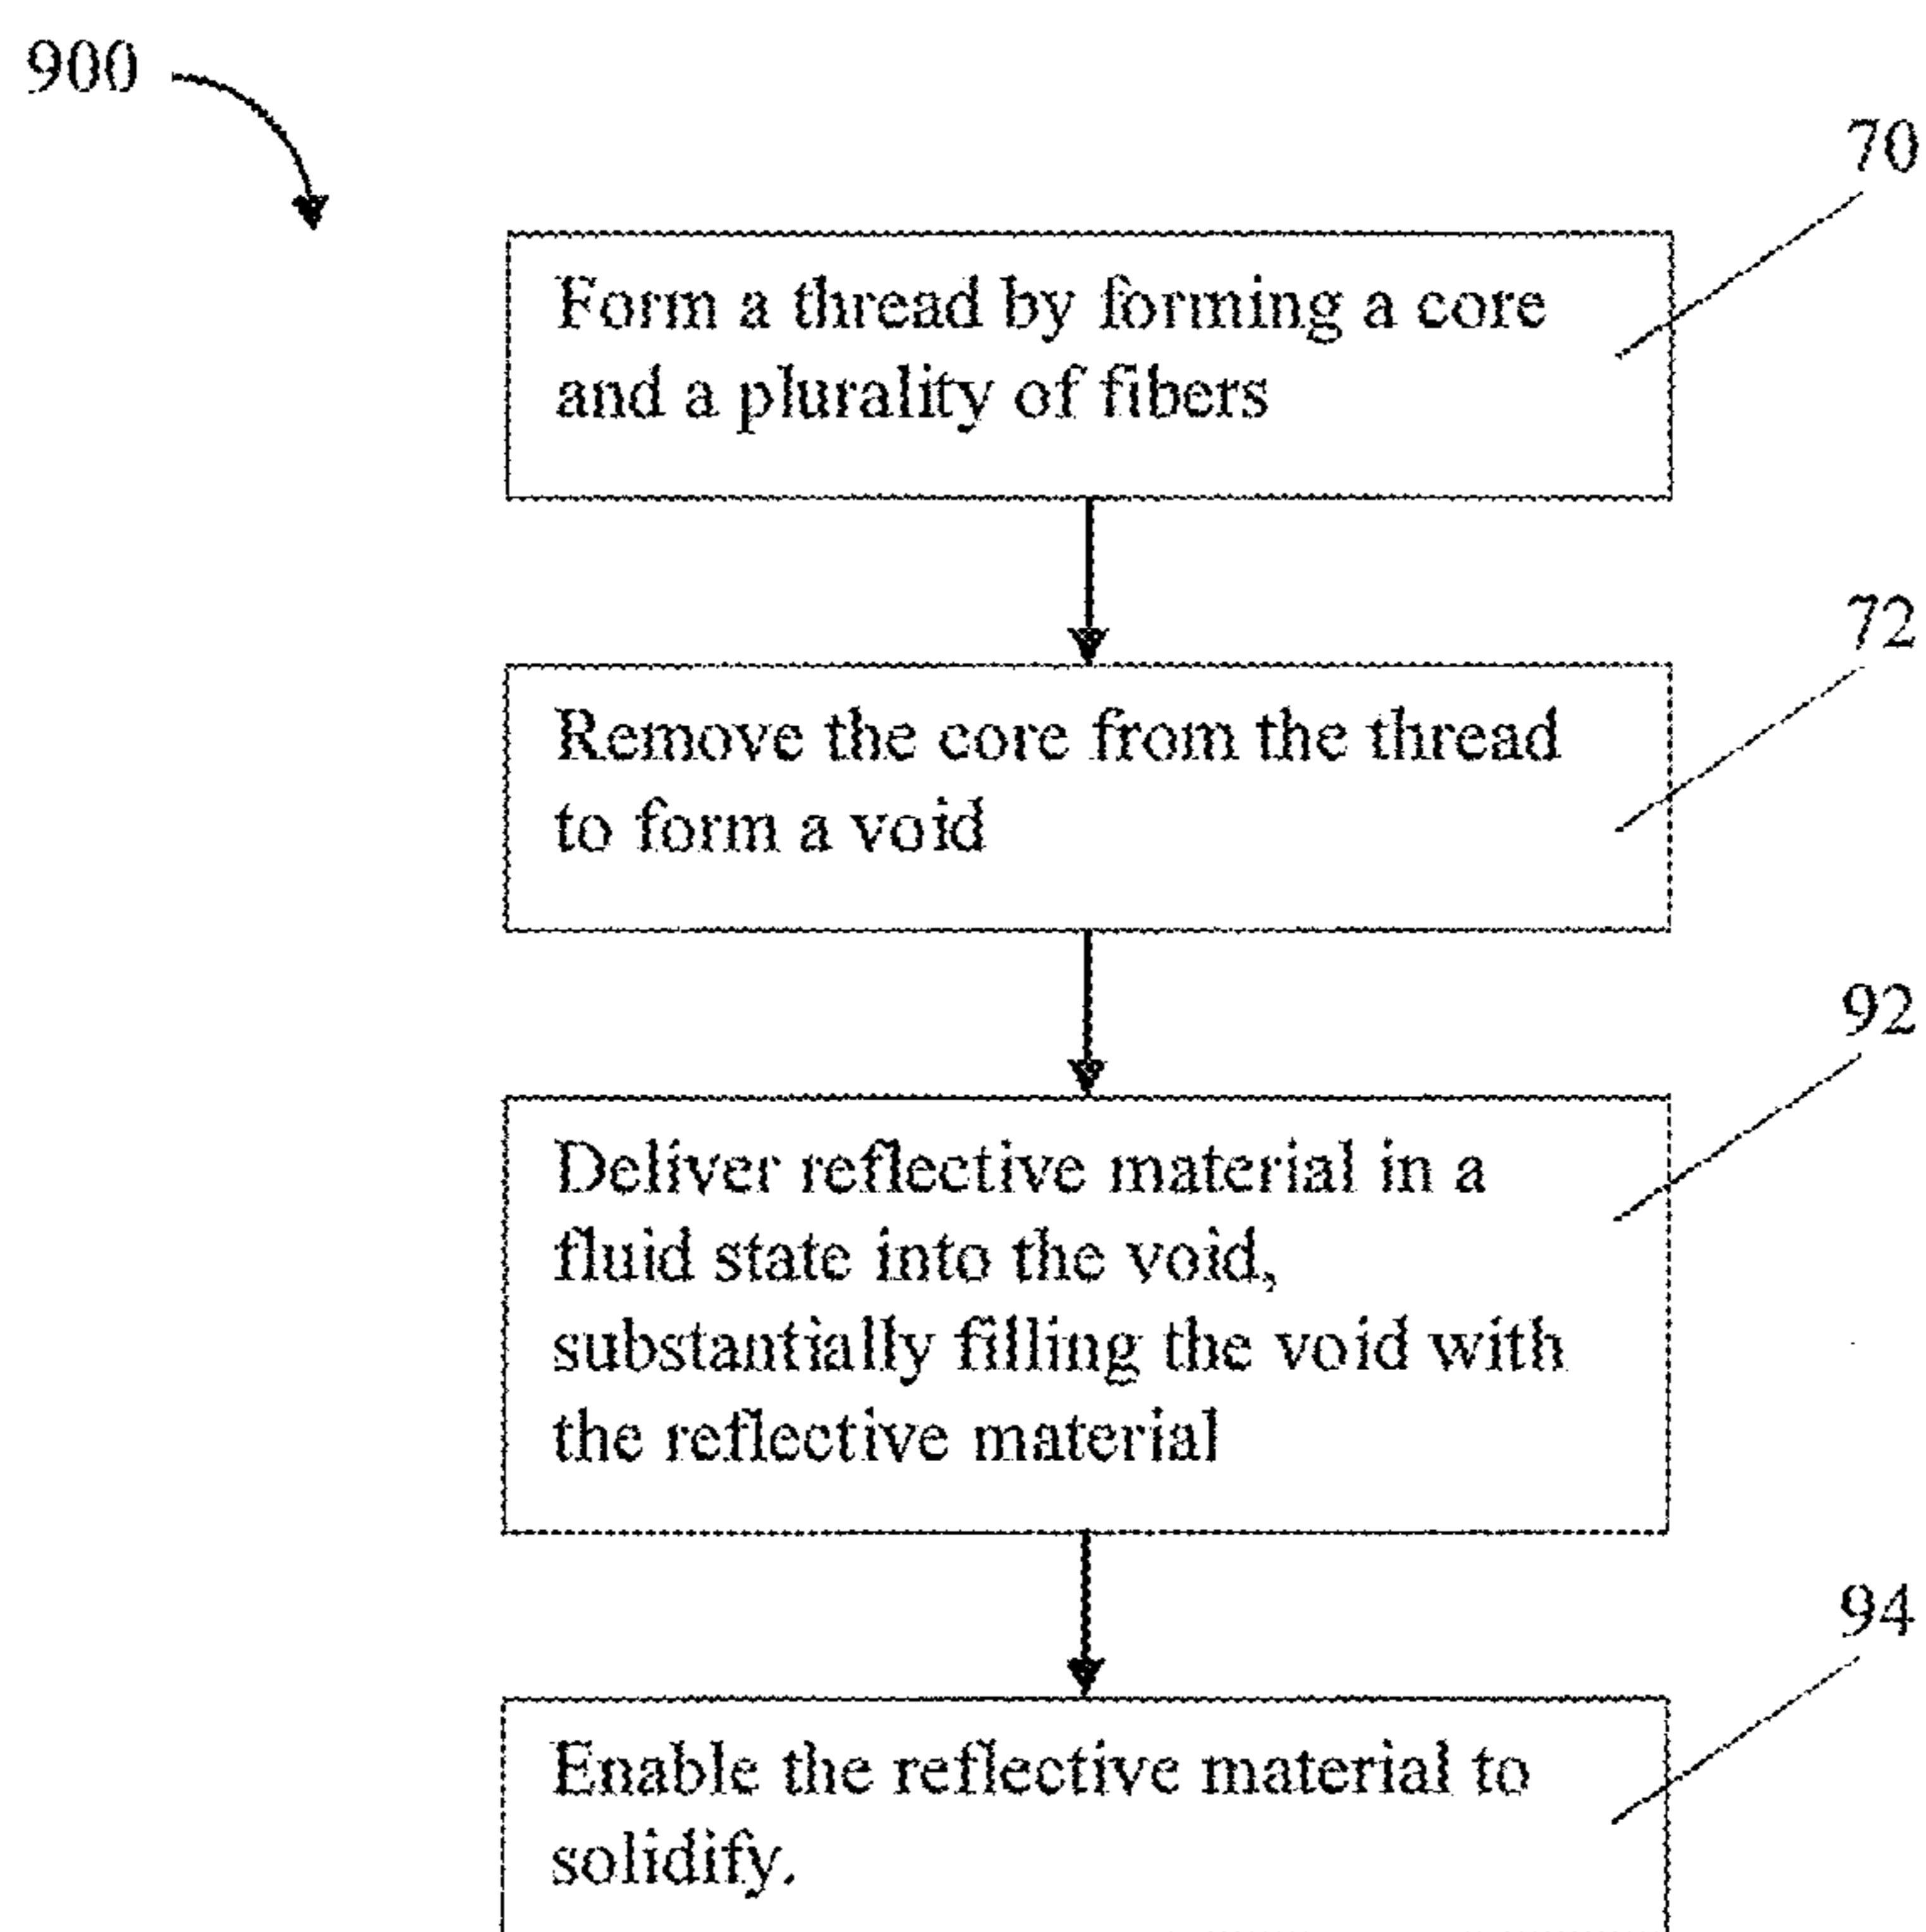 900
70
Form a thread by forming a core
and a plurality of fibers
72
Remove the core from the thread
to form a void
92
Deliver reflective material in a
fluid state into the void,
substantially filling the void with
the reflective material
94
Enable the reflective material to
solidify.